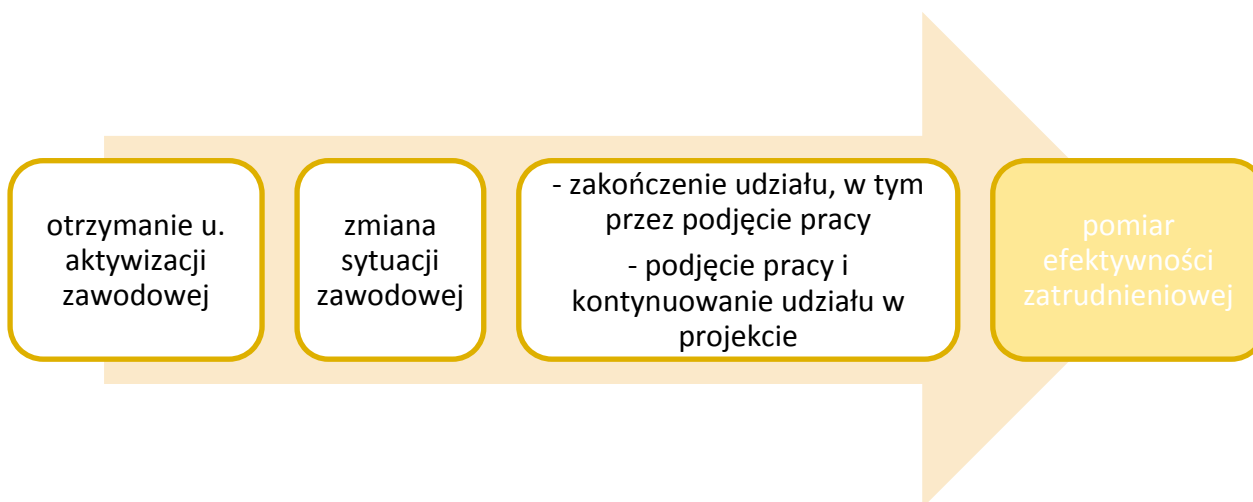 otrzymanie u.
aktywizacji
zawodowej
zmiana
sytuacji
zawodowej
- zakończenie udziału, w tym
przez podjęcie pracy
- podjęcie pracy i
kontynuowanie udziału w
projekcie
pomiar
efektywności
zatrudnieniowej